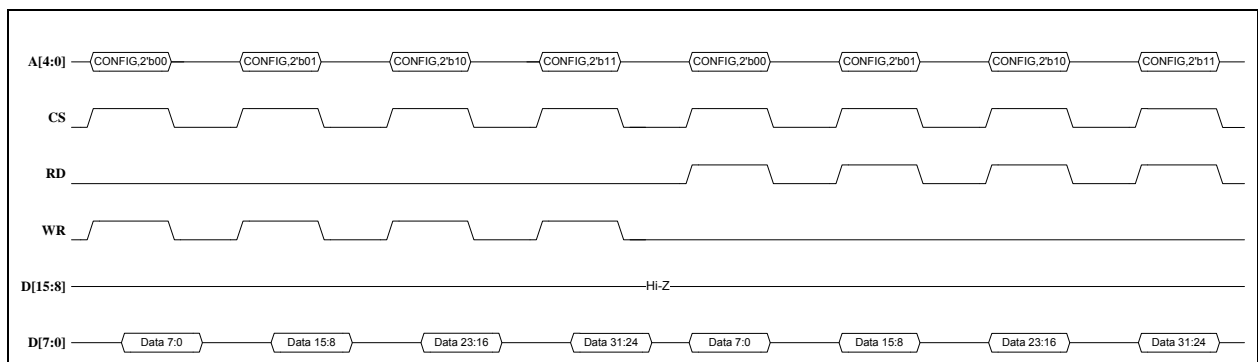 A[4:0] CONFIG,2'b00 CONFIG,2'b01 CONFIG,2'b10 CONFIG,2'b11 CONFIG,2'b00 CONFIG,2'b01 CONFIG,2'b10 CONFIG,2'b11
CS
RD
WR
D[15:8] Hi-Z
D[7:0] Data 7:0 Data 15:8 Data 23:16 Data 31:24 Data 7:0 Data 15:8 Data 23:16 Data 31:24